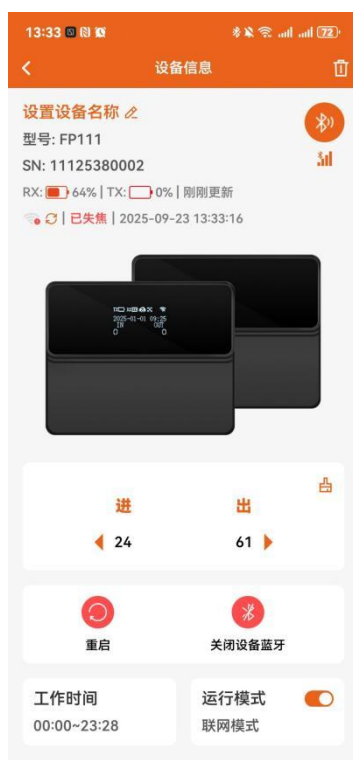 13:33 72
设备信息
设置设备名称
型号: FP111
SN: 11125380002
RX: 64% | TX: 0% | 刚刚更新
| 已失焦 | 2025-09-23 13:33:16
2025-01-01 09:25
IN OUT
0 0
进 出
24 61
重启 关闭设备蓝牙
工作时间 运行模式
00:00~23:28 联网模式